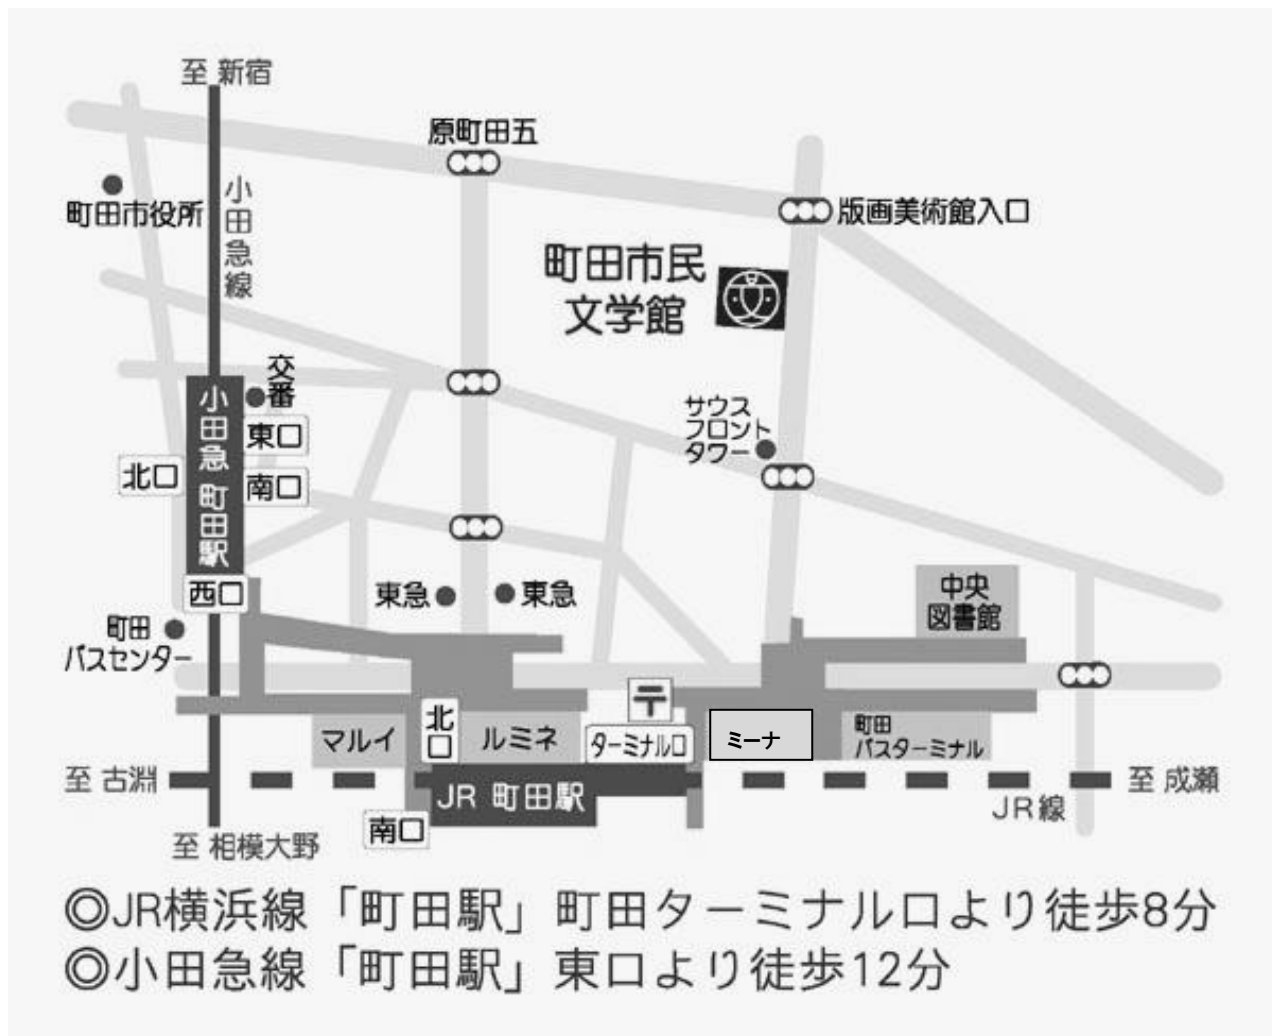 至 新宿
原町田五
小田急線
町田市役所
版画美術館入口
町田市民
文学館
交番
小田急 町田駅
東口
北口
南口
サウス
フロント
タワー
西口
東急
東急
中央
図書館
町田
バスセンター
〒
マルイ
北口
ルミネ
ターミナル口
ミーナ
町田
バスターミナル
至 古淵
JR 町田駅
至 成瀬
JR線
南口
至 相模大野
◎JR横浜線「町田駅」町田ターミナル口より徒歩8分
◎小田急線「町田駅」東口より徒歩12分